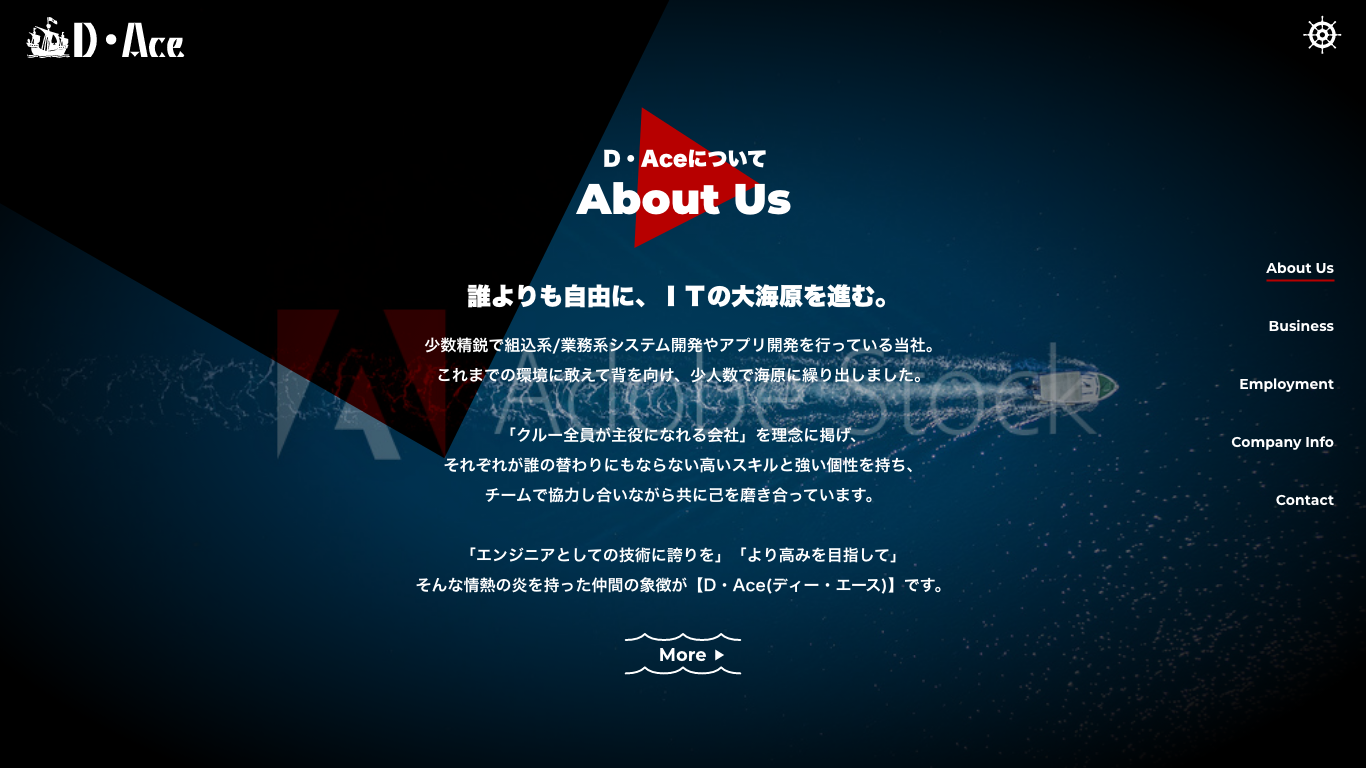 D・Ace
D・Aceについて
About Us
誰よりも自由に、ＩＴの大海原を進む。
少数精鋭で組込系/業務系システム開発やアプリ開発を行っている当社。
これまでの環境に敢えて背を向け、少人数で海原に繰り出しました。
「クルー全員が主役になれる会社」を理念に掲げ、
それぞれが誰の替わりにもならない高いスキルと強い個性を持ち、
チームで協力し合いながら共に己を磨き合っています。
「エンジニアとしての技術に誇りを」「より高みを目指して」
そんな情熱の炎を持った仲間の象徴が【D・Ace(ディー・エース)】です。
More
About Us
Business
Employment
Company Info
Contact
Adobe Stock